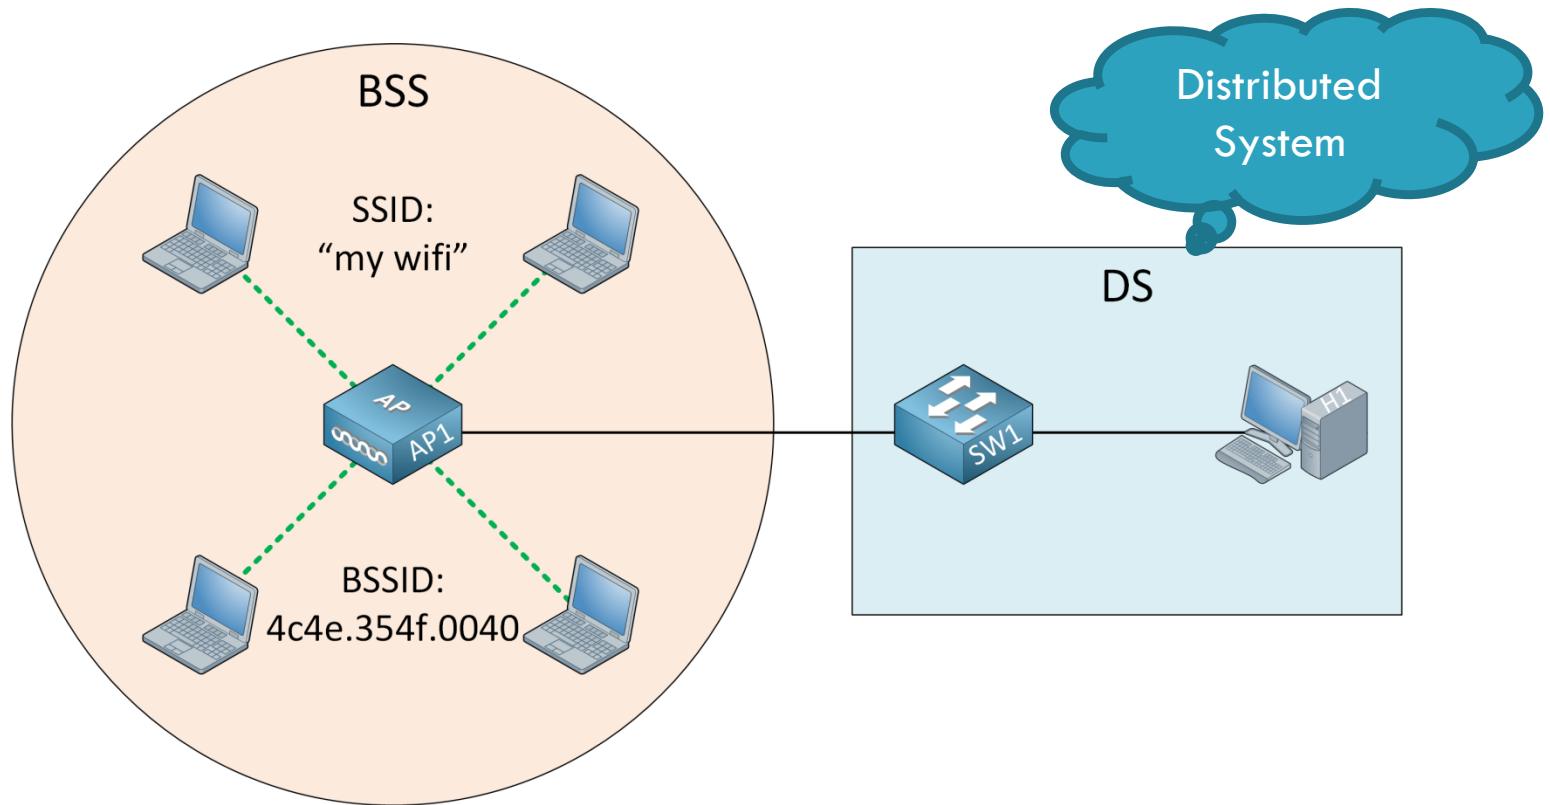 BSS
SSID:
“my wifi”
AP
AP1
BSSID:
4c4e.354f.0040
Distributed
System
DS
SW1
H1